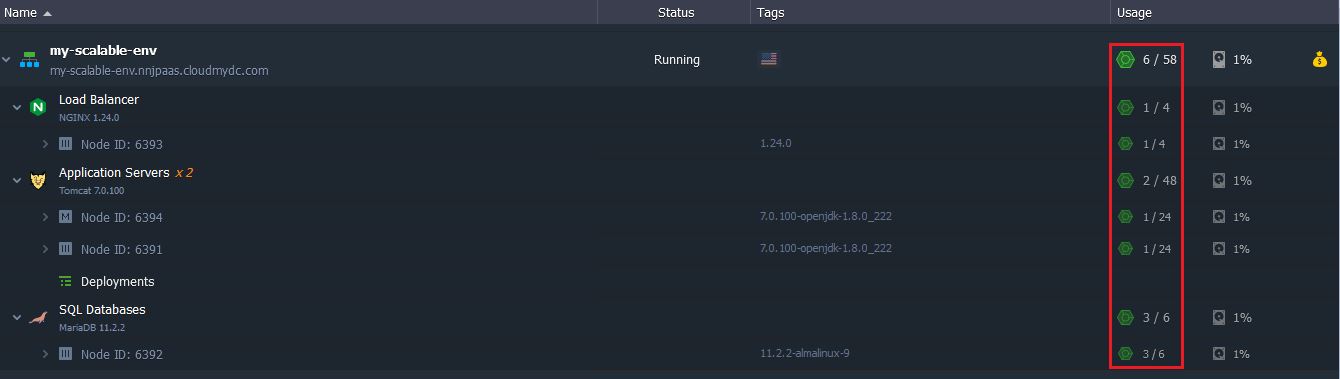 Name Status Tags Usage
my-scalable-env
my-scalable-env.nnjpaas.cloudmydc.com
Running 6 / 58 1%
Load Balancer
NGINX 1.24.0
1 / 4 1%
Node ID: 6393 1.24.0 1 / 4 1%
Application Servers x 2
Tomcat 7.0.100
2 / 48 1%
M Node ID: 6394 7.0.100-openjdk-1.8.0_222 1 / 24 1%
Node ID: 6391 7.0.100-openjdk-1.8.0_222 1 / 24 1%
Deployments
SQL Databases
MariaDB 11.2.2
3 / 6 1%
Node ID: 6392 11.2.2-almalinux-9 3 / 6 1%